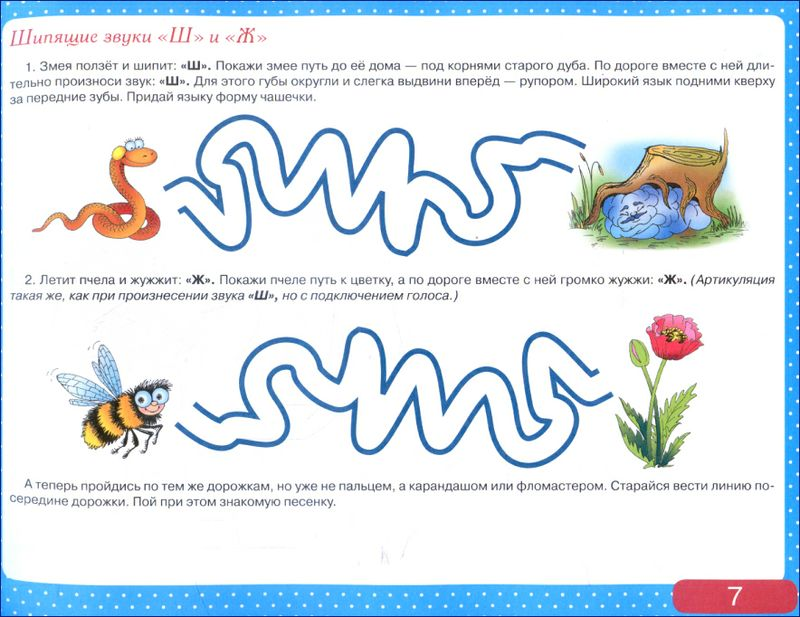 Шипящие звуки «Ш» и «Ж»
1. Змея ползёт и шипит: «Ш». Покажи змее путь до её дома — под корнями старого дуба. По дороге вместе с ней дли-
тельно произноси звук: «Ш». Для этого губы округли и слегка выдвини вперёд — рупором. Широкий язык подними кверху
за передние зубы. Придай языку форму чашечки.
2. Летит пчела и жужжит: «Ж». Покажи пчеле путь к цветку, а по дороге вместе с ней громко жужжи: «Ж». (Артикуляция
такая же, как при произнесении звука «Ш», но с подключением голоса.)
А теперь пройдись по тем же дорожкам, но уже не пальцем, а карандашом или фломастером. Старайся вести линию по-
середине дорожки. Пой при этом знакомую песенку.
7